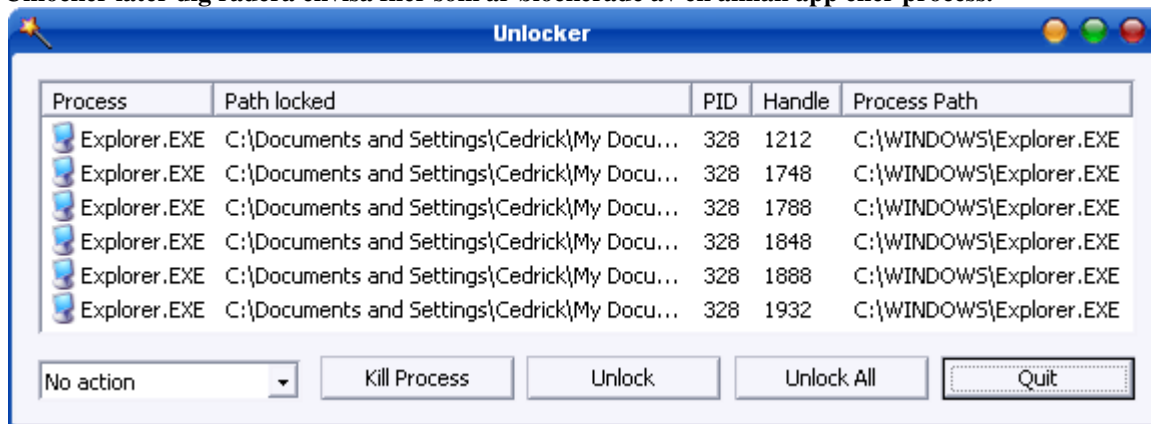 Unlocker låter dig radera envisa filer som är blockerade av en annan app eller process.
Unlocker
Process Path locked PID Handle Process Path
Explorer.EXE C:\Documents and Settings\Cedrick\My Docu... 328 1212 C:\WINDOWS\Explorer.EXE
Explorer.EXE C:\Documents and Settings\Cedrick\My Docu... 328 1748 C:\WINDOWS\Explorer.EXE
Explorer.EXE C:\Documents and Settings\Cedrick\My Docu... 328 1788 C:\WINDOWS\Explorer.EXE
Explorer.EXE C:\Documents and Settings\Cedrick\My Docu... 328 1848 C:\WINDOWS\Explorer.EXE
Explorer.EXE C:\Documents and Settings\Cedrick\My Docu... 328 1888 C:\WINDOWS\Explorer.EXE
Explorer.EXE C:\Documents and Settings\Cedrick\My Docu... 328 1932 C:\WINDOWS\Explorer.EXE
No action Kill Process Unlock Unlock All Quit